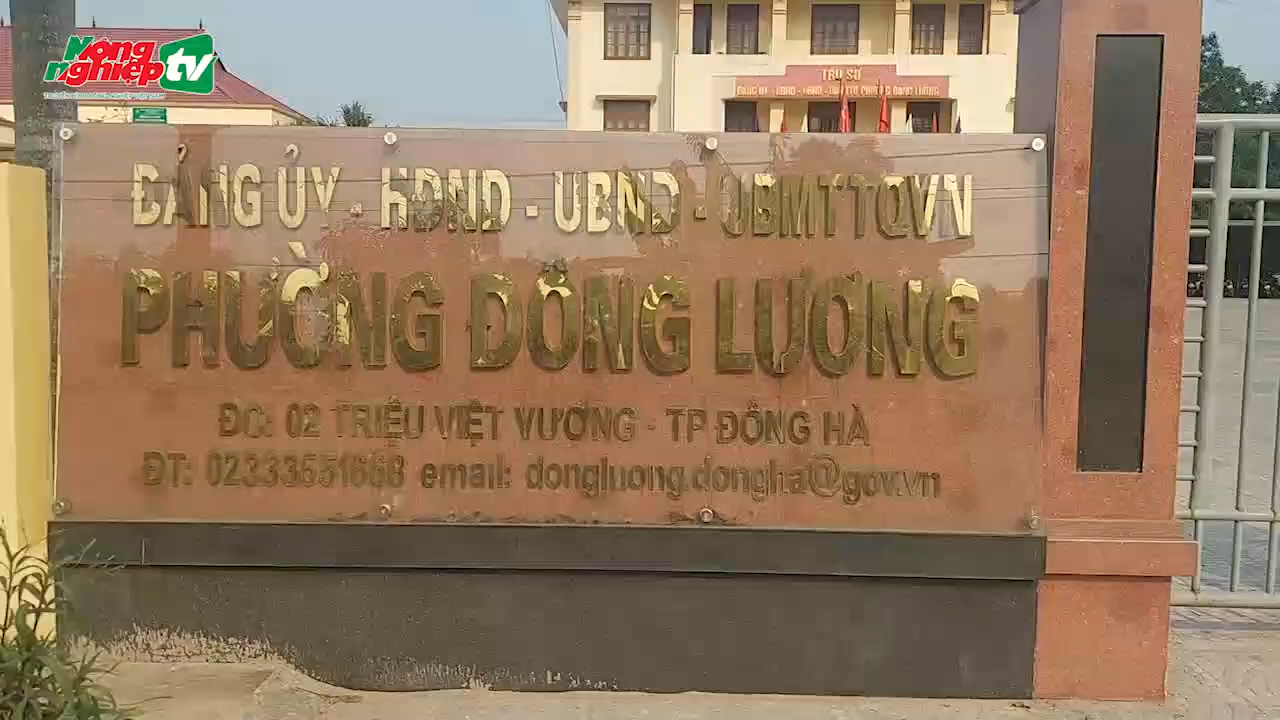 Nông nghiệp TV
TRỤ SỞ
ĐẢNG ỦY - HĐND - UBND - UBMTTQVN
PHƯỜNG ĐÔNG LƯƠNG
ĐC: 02 TRIỆU VIỆT VƯƠNG - TP ĐÔNG HÀ
ĐT: 02333551668 email: dongluong.dongha@gov.vn